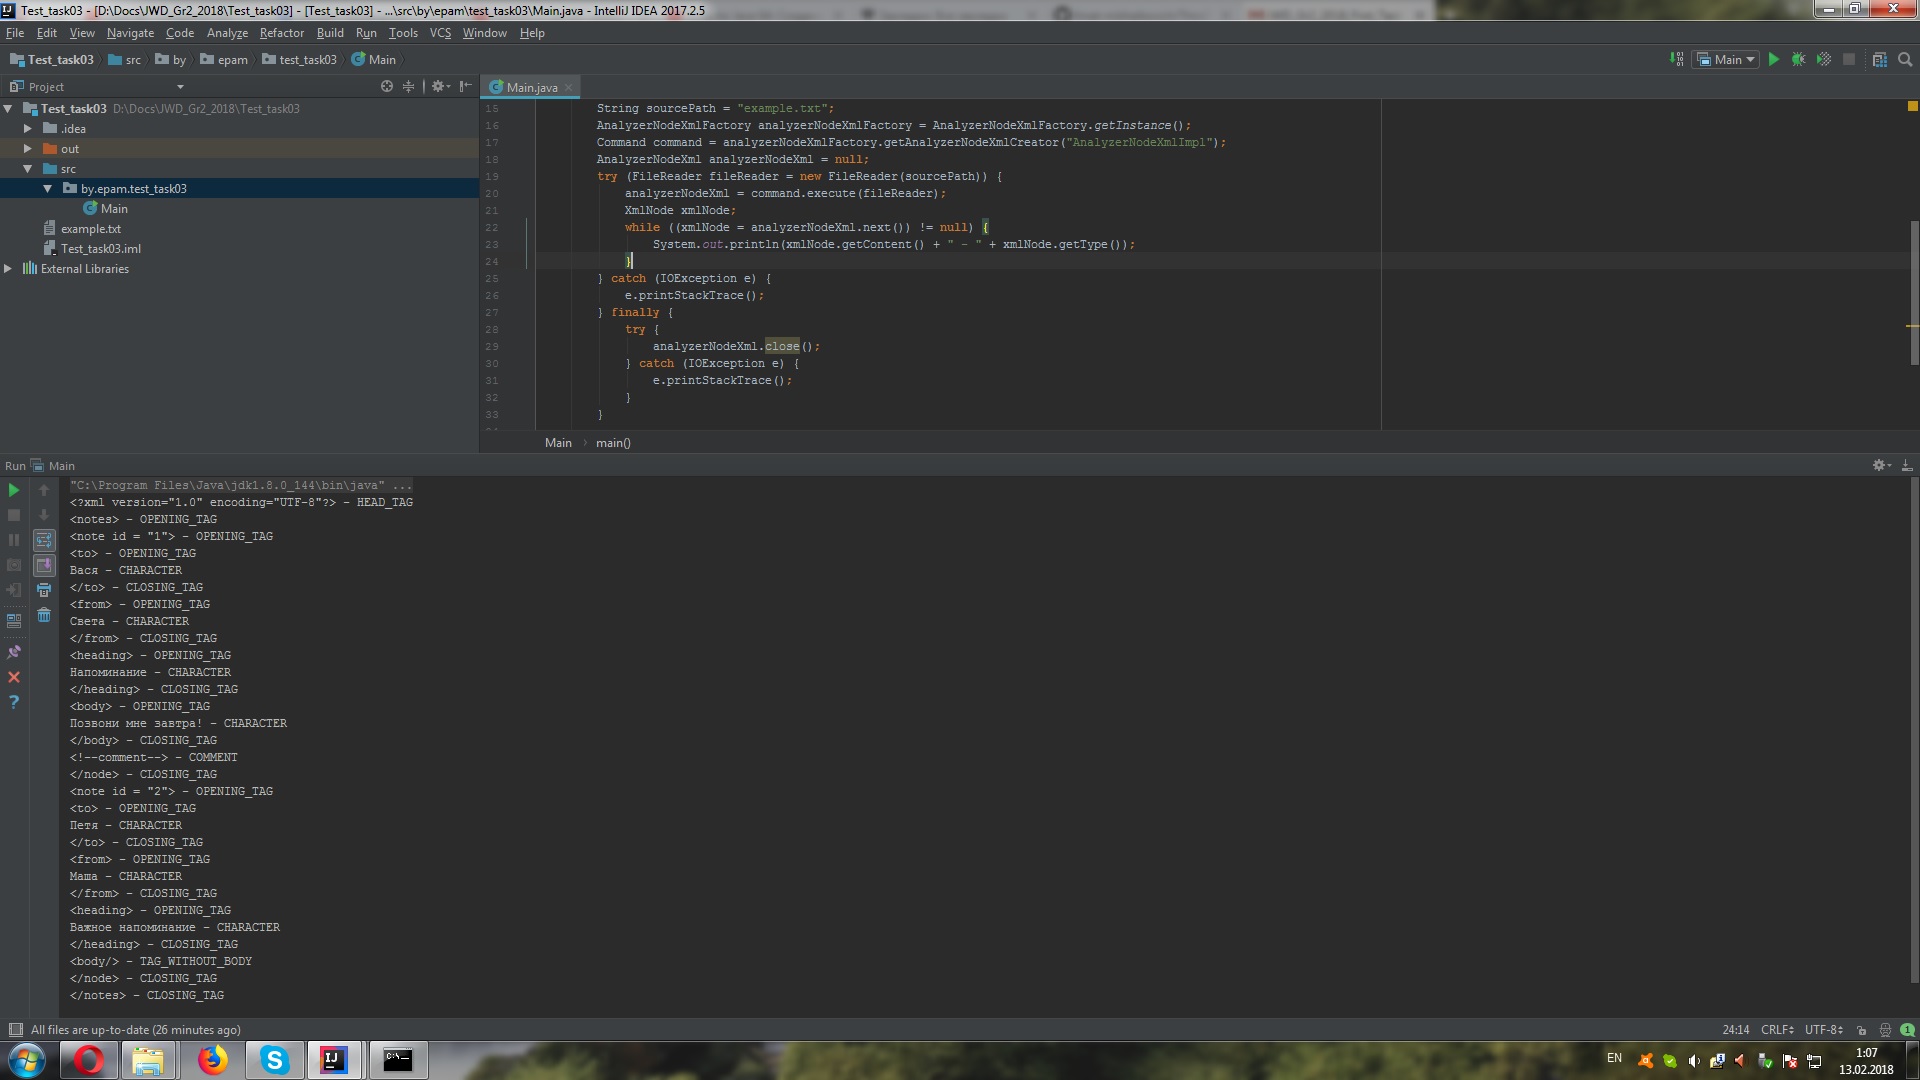 Test_task03 - [D:\Docs\JWD_Gr2_2018\Test_task03] - [Test_task03] - ...\src\by\epam\test_task03\Main.java - IntelliJ IDEA 2017.2.5
File Edit View Navigate Code Analyze Refactor Build Run Tools VCS Window Help
Test_task03 src by epam test_task03 Main
Main
Project
Main.java
Test_task03 D:\Docs\JWD_Gr2_2018\Test_task03
.idea
out
src
by.epam.test_task03
Main
example.txt
Test_task03.iml
External Libraries
15 String sourcePath = "example.txt";
16 AnalyzerNodeXmlFactory analyzerNodeXmlFactory = AnalyzerNodeXmlFactory.getInstance();
17 Command command = analyzerNodeXmlFactory.getAnalyzerNodeXmlCreator("AnalyzerNodeXmlImpl");
18 AnalyzerNodeXml analyzerNodeXml = null;
19 try (FileReader fileReader = new FileReader(sourcePath)) {
20 analyzerNodeXml = command.execute(fileReader);
21 XmlNode xmlNode;
22 while ((xmlNode = analyzerNodeXml.next()) != null) {
23 System.out.println(xmlNode.getContent() + " - " + xmlNode.getType());
24 }
25 } catch (IOException e) {
26 e.printStackTrace();
27 } finally {
28 try {
29 analyzerNodeXml.close();
30 } catch (IOException e) {
31 e.printStackTrace();
32 }
33 }
Main main()
Run Main
"C:\Program Files\Java\jdk1.8.0_144\bin\java" ...
<?xml version="1.0" encoding="UTF-8"?> - HEAD_TAG
<notes> - OPENING_TAG
<note id = "1"> - OPENING_TAG
<to> - OPENING_TAG
Вася - CHARACTER
</to> - CLOSING_TAG
<from> - OPENING_TAG
Света - CHARACTER
</from> - CLOSING_TAG
<heading> - OPENING_TAG
Напоминание - CHARACTER
</heading> - CLOSING_TAG
<body> - OPENING_TAG
Позвони мне завтра! - CHARACTER
</body> - CLOSING_TAG
<!--comment--> - COMMENT
</node> - CLOSING_TAG
<note id = "2"> - OPENING_TAG
<to> - OPENING_TAG
Петя - CHARACTER
</to> - CLOSING_TAG
<from> - OPENING_TAG
Маша - CHARACTER
</from> - CLOSING_TAG
<heading> - OPENING_TAG
Важное напоминание - CHARACTER
</heading> - CLOSING_TAG
<body/> - TAG_WITHOUT_BODY
</node> - CLOSING_TAG
</notes> - CLOSING_TAG
All files are up-to-date (26 minutes ago)
24:14 CRLF UTF-8 1
EN
1:07
13.02.2018